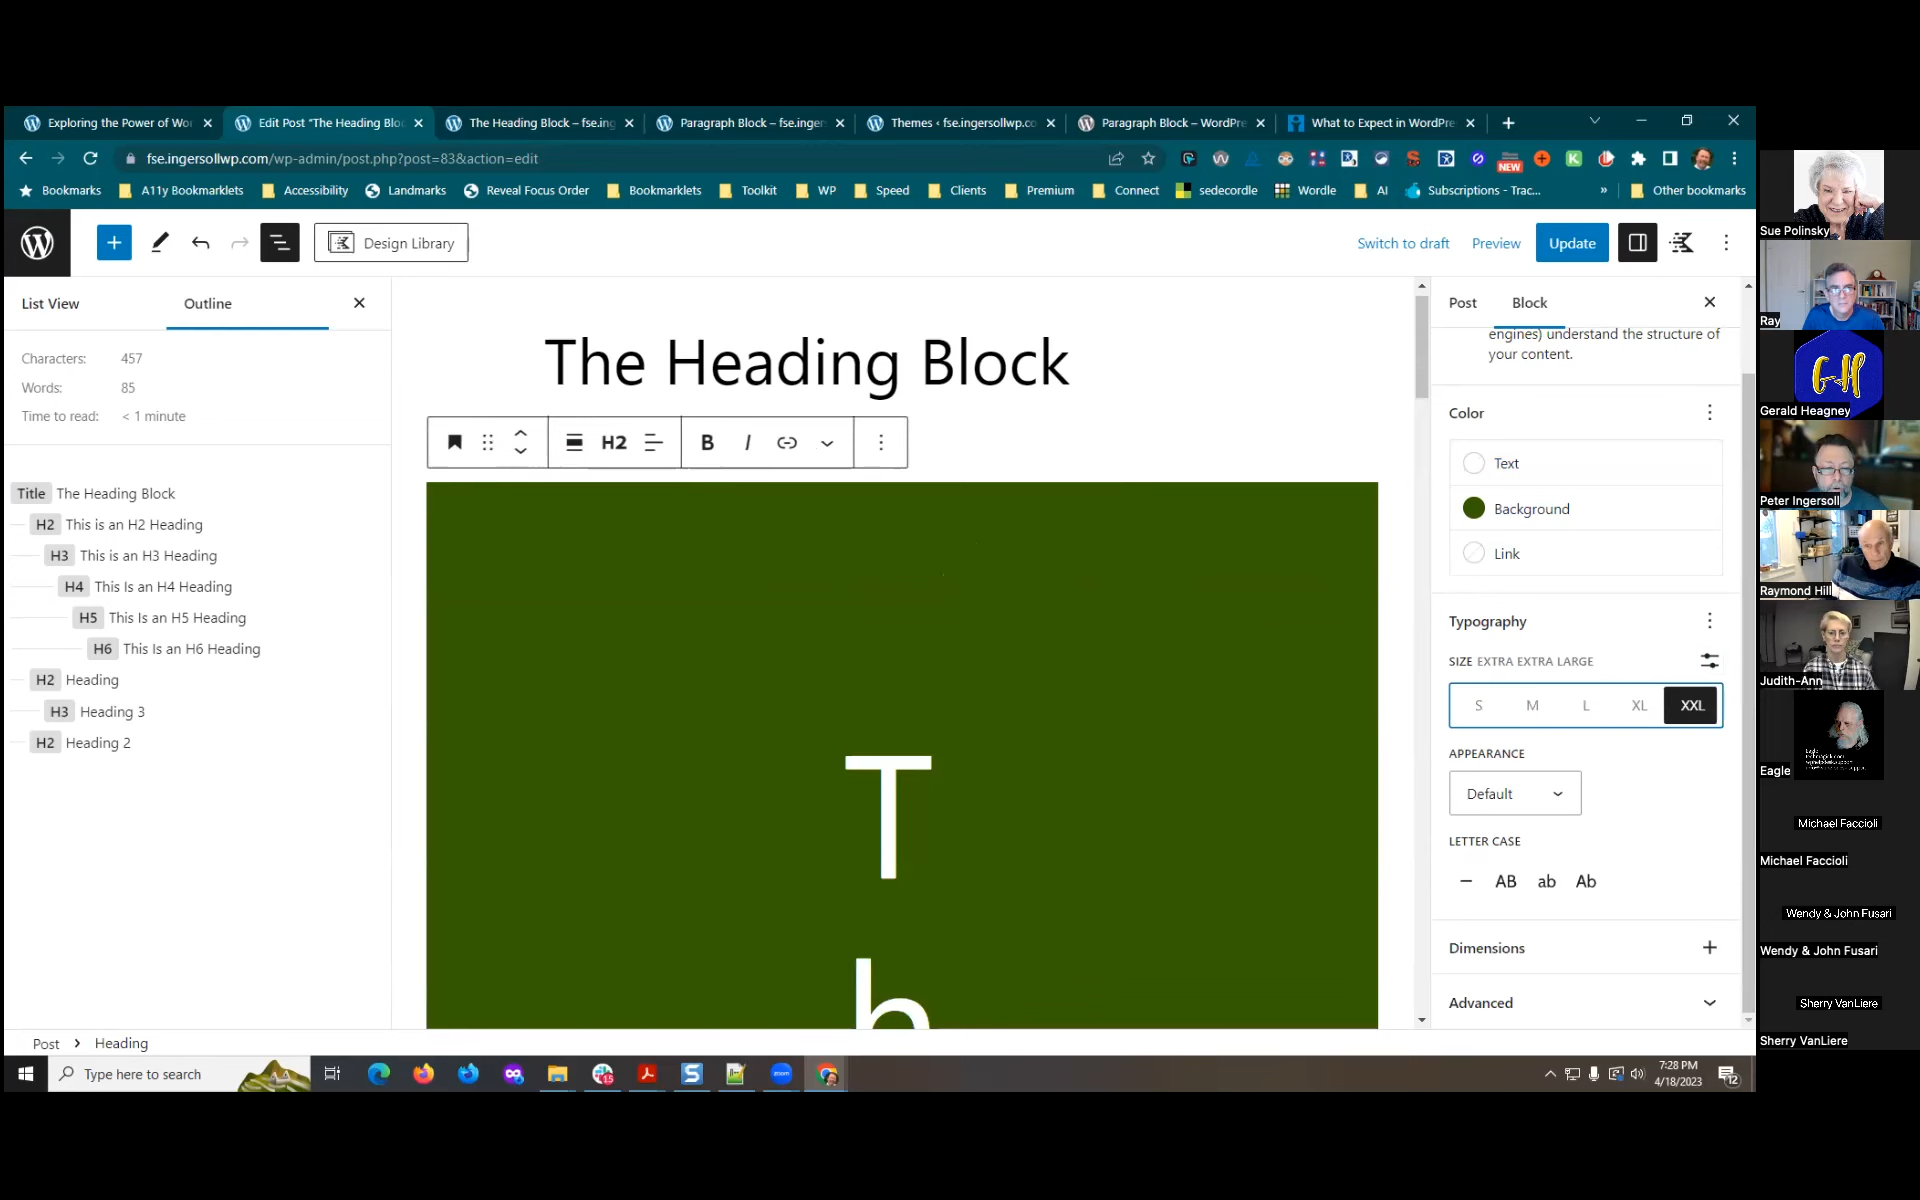 Exploring the Power of Wo
Edit Post "The Heading Bloc
The Heading Block – fse.ing
Paragraph Block – fse.inger
Themes ‹ fse.ingersollwp.co
Paragraph Block – WordPre
What to Expect in WordPre
fse.ingersollwp.com/wp-admin/post.php?post=83&action=edit
NEW
Bookmarks
A11y Bookmarklets
Accessibility
Landmarks
Reveal Focus Order
Bookmarklets
Toolkit
WP
Speed
Clients
Premium
Connect
sedecordle
Wordle
AI
Subscriptions - Trac...
»
Other bookmarks
Design Library
Switch to draft
Preview
Update
List View
Outline
Characters: 457
Words: 85
Time to read: < 1 minute
Title The Heading Block
H2 This is an H2 Heading
H3 This is an H3 Heading
H4 This Is an H4 Heading
H5 This Is an H5 Heading
H6 This Is an H6 Heading
H2 Heading
H3 Heading 3
H2 Heading 2
The Heading Block
H2 B I
T
h
Post
Block
engines) understand the structure of
your content.
Color
Text
Background
Link
Typography
SIZE EXTRA EXTRA LARGE
S M L XL XXL
APPEARANCE
Default
LETTER CASE
— AB ab Ab
Dimensions
Advanced
Post > Heading
Type here to search
15
zoom
7:28 PM
4/18/2023
12
Sue Polinsky
Ray
GH
Gerald Heagney
Peter Ingersoll
Raymond Hill
Judith-Ann
Eagle
Michael Faccioli
Michael Faccioli
Wendy & John Fusari
Wendy & John Fusari
Sherry VanLiere
Sherry VanLiere